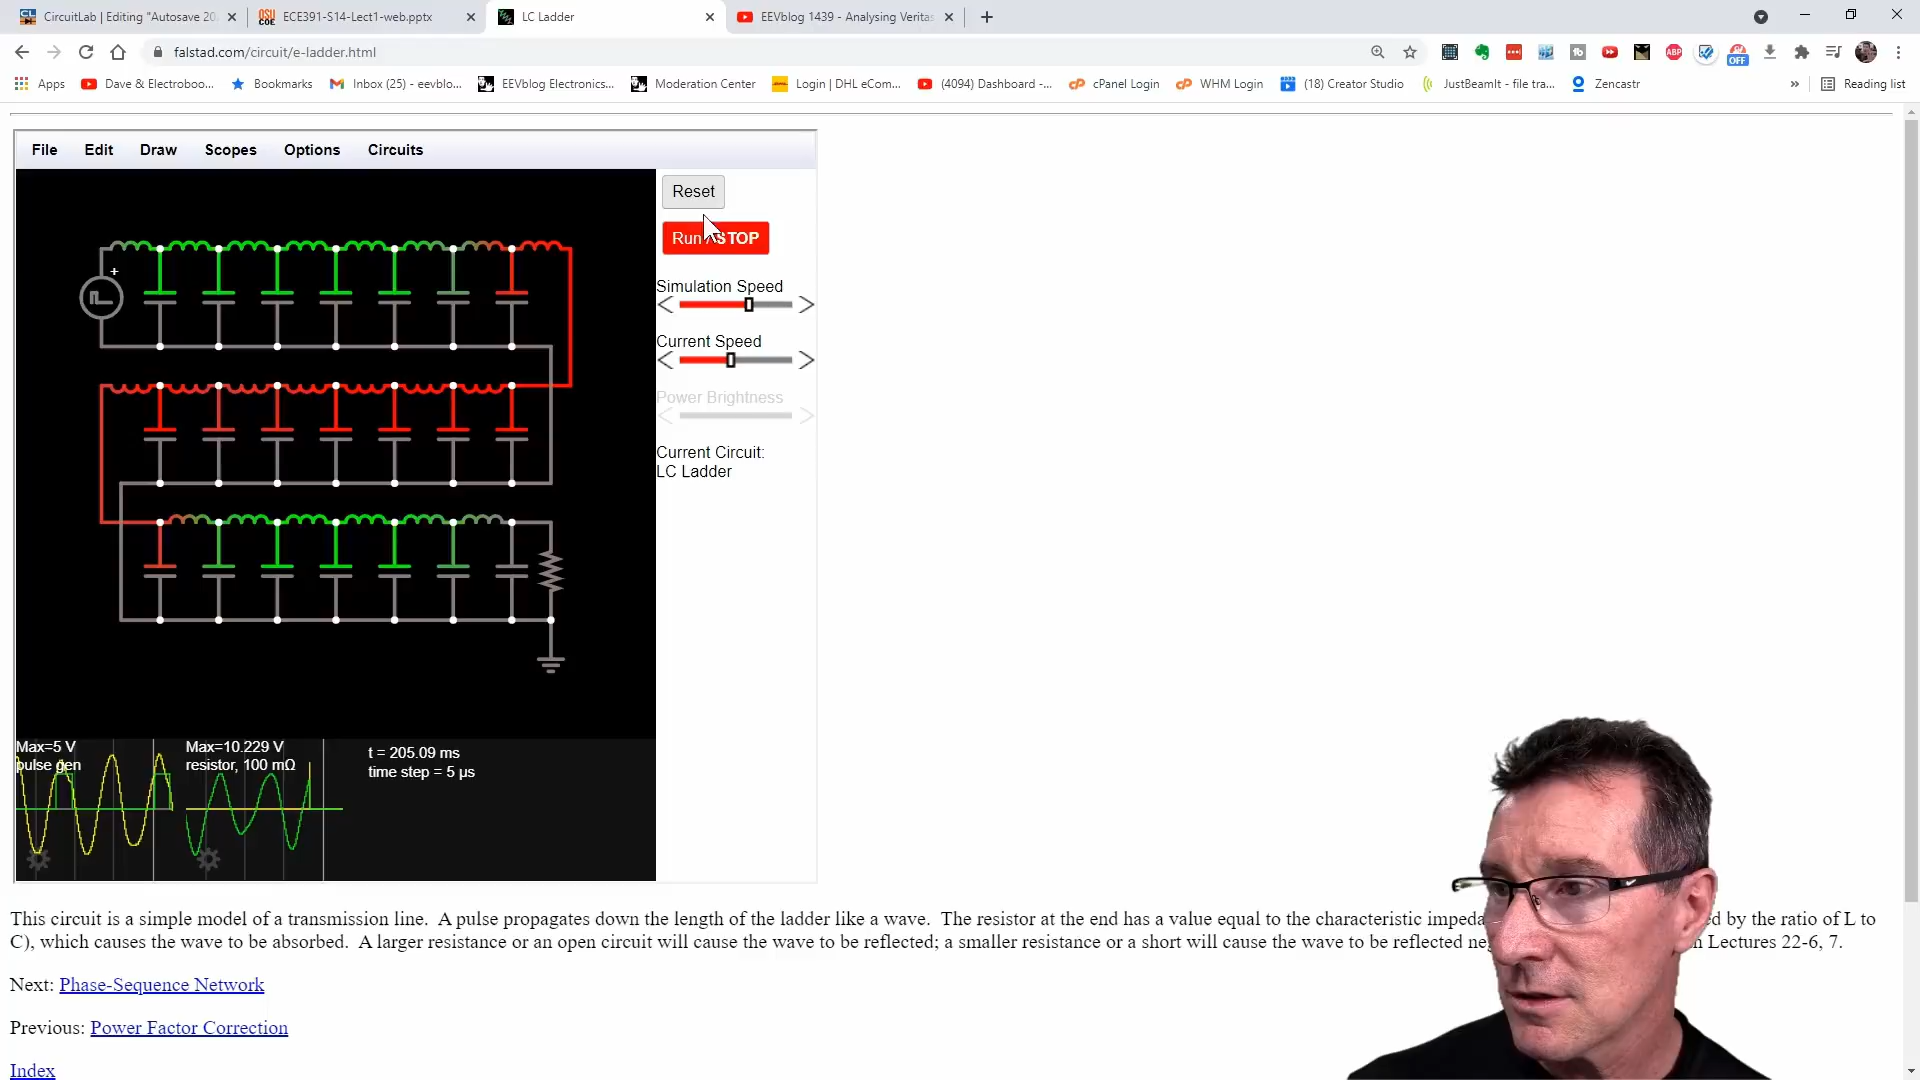 CircuitLab | Editing "Autosave 20
ECE391-S14-Lect1-web.pptx
LC Ladder
EEVblog 1439 - Analysing Veritas
falstad.com/circuit/e-ladder.html
Apps
Dave & Electroboo...
Bookmarks
Inbox (25) - eevblo...
EEVblog Electronics...
Moderation Center
Login | DHL eCom...
(4094) Dashboard -...
cPanel Login
WHM Login
(18) Creator Studio
JustBeamIt - file tra...
Zencastr
»
Reading list
File Edit Draw Scopes Options Circuits
Reset
Run STOP
Simulation Speed
Current Speed
Power Brightness
Current Circuit:
LC Ladder
+
Max=5 V
pulse gen
Max=10.229 V
resistor, 100 mΩ
t = 205.09 ms
time step = 5 µs
This circuit is a simple model of a transmission line. A pulse propagates down the length of the ladder like a wave. The resistor at the end has a value equal to the characteristic impeda d by the ratio of L to
C), which causes the wave to be absorbed. A larger resistance or an open circuit will cause the wave to be reflected; a smaller resistance or a short will cause the wave to be reflected neg n Lectures 22-6, 7.
Next: Phase-Sequence Network
Previous: Power Factor Correction
Index